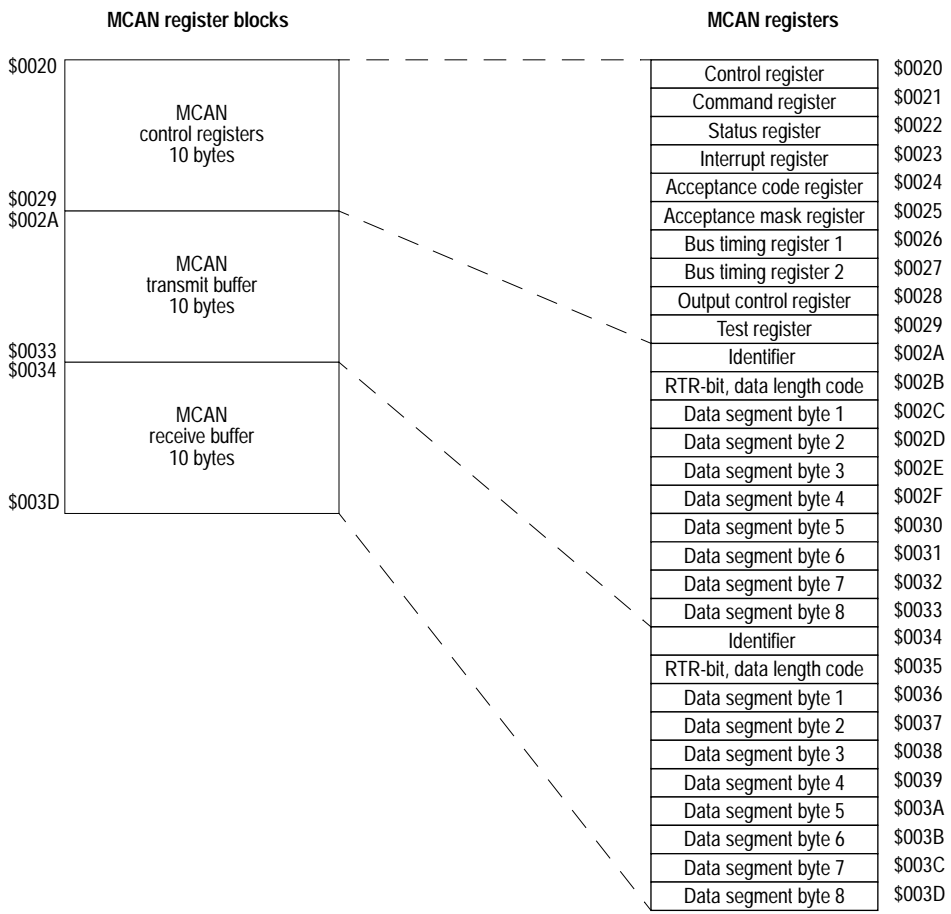 MCAN register blocks
MCAN registers
$0020
MCAN
control registers
10 bytes
$0029
$002A
MCAN
transmit buffer
10 bytes
$0033
$0034
MCAN
receive buffer
10 bytes
$003D
Control register $0020
Command register $0021
Status register $0022
Interrupt register $0023
Acceptance code register $0024
Acceptance mask register $0025
Bus timing register 1 $0026
Bus timing register 2 $0027
Output control register $0028
Test register $0029
Identifier $002A
RTR-bit, data length code $002B
Data segment byte 1 $002C
Data segment byte 2 $002D
Data segment byte 3 $002E
Data segment byte 4 $002F
Data segment byte 5 $0030
Data segment byte 6 $0031
Data segment byte 7 $0032
Data segment byte 8 $0033
Identifier $0034
RTR-bit, data length code $0035
Data segment byte 1 $0036
Data segment byte 2 $0037
Data segment byte 3 $0038
Data segment byte 4 $0039
Data segment byte 5 $003A
Data segment byte 6 $003B
Data segment byte 7 $003C
Data segment byte 8 $003D